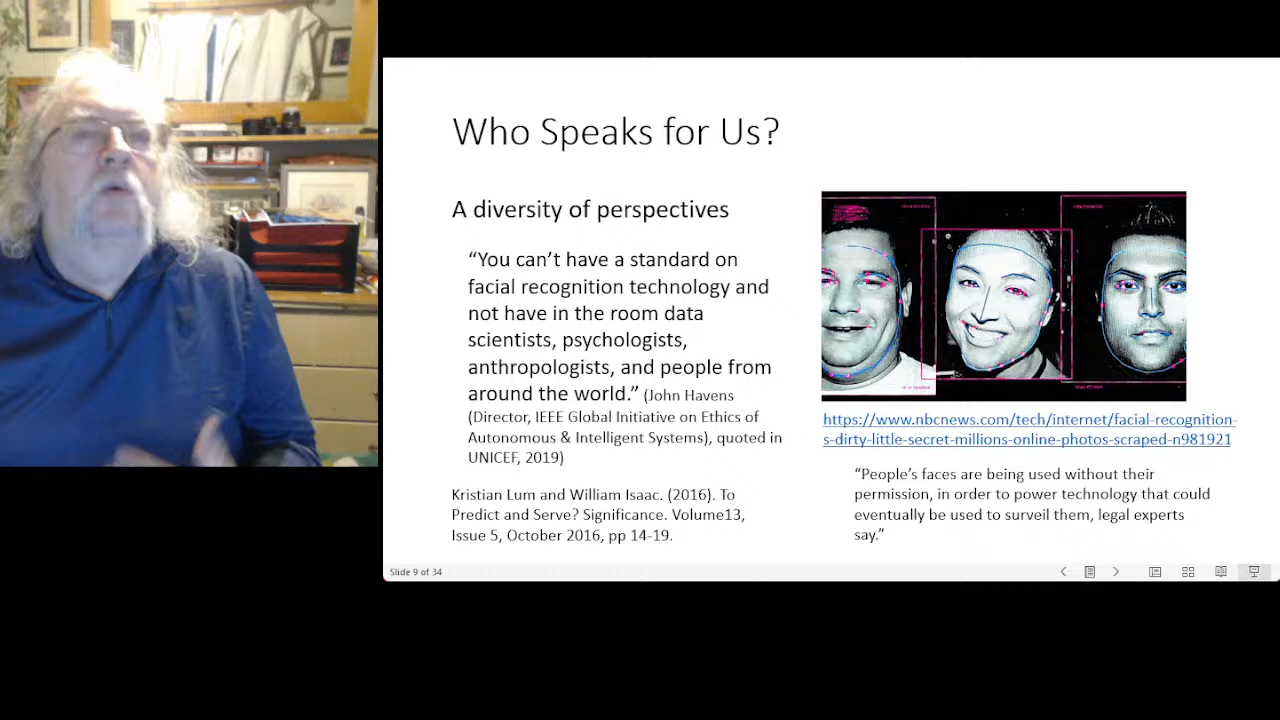 Who Speaks for Us?
A diversity of perspectives
“You can’t have a standard on
facial recognition technology and
not have in the room data
scientists, psychologists,
anthropologists, and people from
around the world.” (John Havens
(Director, IEEE Global Initiative on Ethics of
Autonomous & Intelligent Systems), quoted in
UNICEF, 2019)
Kristian Lum and William Isaac. (2016). To
Predict and Serve? Significance. Volume13,
Issue 5, October 2016, pp 14-19.
https://www.nbcnews.com/tech/internet/facial-recognition-
s-dirty-little-secret-millions-online-photos-scraped-n981921
“People’s faces are being used without their
permission, in order to power technology that could
eventually be used to surveil them, legal experts
say.”
Slide 9 of 34